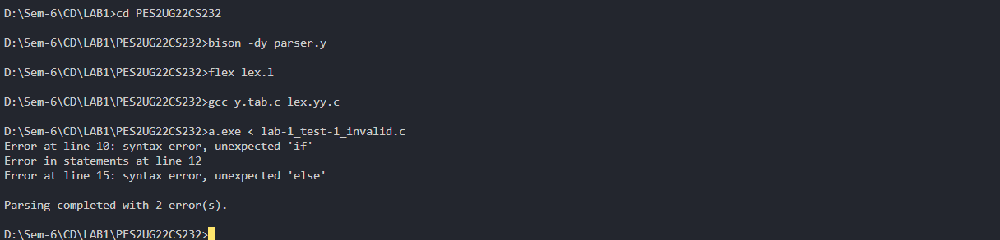 D:\Sem-6\CD\LAB1>cd PES2UG22CS232
D:\Sem-6\CD\LAB1\PES2UG22CS232>bison -dy parser.y
D:\Sem-6\CD\LAB1\PES2UG22CS232>flex lex.l
D:\Sem-6\CD\LAB1\PES2UG22CS232>gcc y.tab.c lex.yy.c
D:\Sem-6\CD\LAB1\PES2UG22CS232>a.exe < lab-1_test-1_invalid.c
Error at line 10: syntax error, unexpected 'if'
Error in statements at line 12
Error at line 15: syntax error, unexpected 'else'
Parsing completed with 2 error(s).
D:\Sem-6\CD\LAB1\PES2UG22CS232>